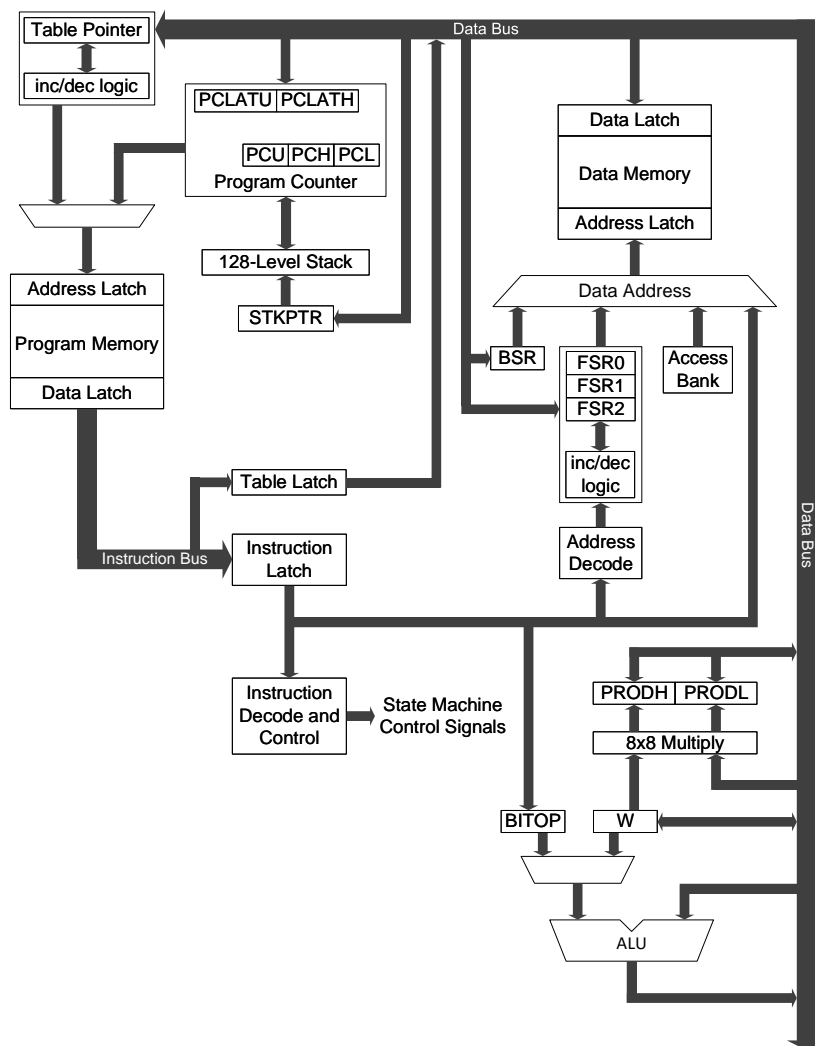 Table Pointer
inc/dec logic
Data Bus
PCLATU PCLATH
PCU PCH PCL
Program Counter
128-Level Stack
STKPTR
Address Latch
Program Memory
Data Latch
Data Latch
Data Memory
Address Latch
Data Address
BSR
FSR0
FSR1
FSR2
inc/dec
logic
Access
Bank
Address
Decode
Table Latch
Instruction Bus
Instruction
Latch
Instruction
Decode and
Control
State Machine
Control Signals
Data Bus
PRODH PRODL
8x8 Multiply
BITOP
W
ALU